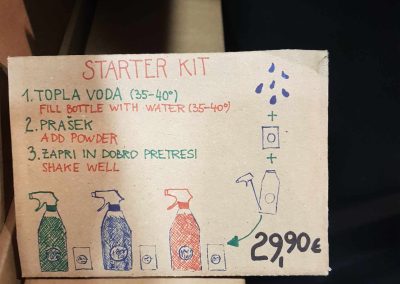 STARTER KIT
1. TOPLA VODA (35-40°)
FILL BOTTLE WITH WATER (35-40°)
2. PRAŠEK
ADD POWDER
3. ZAPRI IN DOBRO PRETRESI
SHAKE WELL
+
+
29,90€